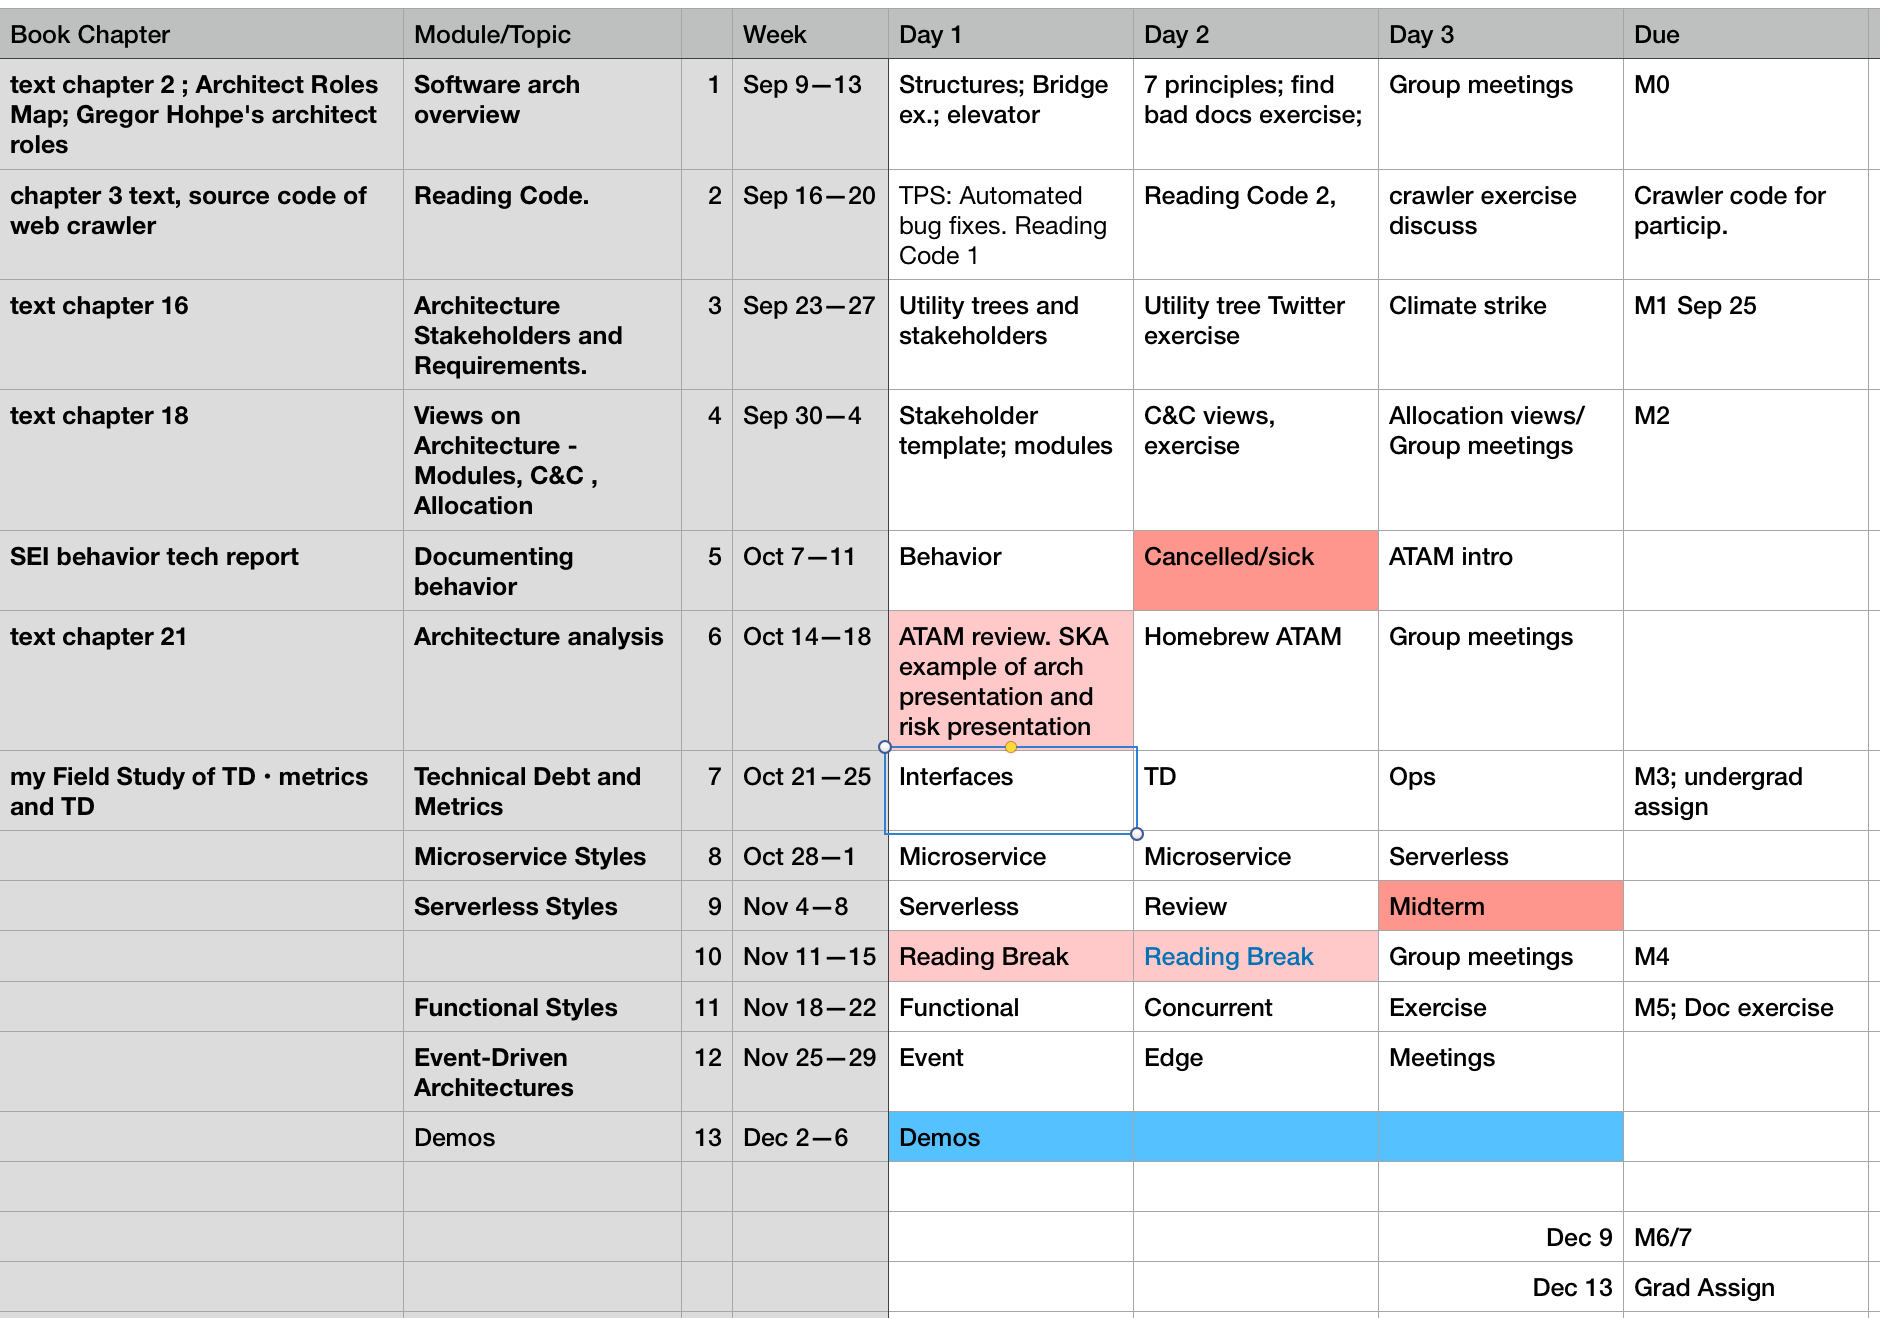 Book Chapter Module/Topic Week Day 1 Day 2 Day 3 Due
text chapter 2 ; Architect Roles
Map; Gregor Hohpe's architect
roles
Software arch
overview
1
Sep 9—13
Structures; Bridge
ex.; elevator
7 principles; find
bad docs exercise;
Group meetings
M0
chapter 3 text, source code of
web crawler
Reading Code.
2
Sep 16—20
TPS: Automated
bug fixes. Reading
Code 1
Reading Code 2,
crawler exercise
discuss
Crawler code for
particip.
text chapter 16
Architecture
Stakeholders and
Requirements.
3
Sep 23—27
Utility trees and
stakeholders
Utility tree Twitter
exercise
Climate strike
M1 Sep 25
text chapter 18
Views on
Architecture -
Modules, C&C ,
Allocation
4
Sep 30—4
Stakeholder
template; modules
C&C views,
exercise
Allocation views/
Group meetings
M2
SEI behavior tech report
Documenting
behavior
5
Oct 7—11
Behavior
Cancelled/sick
ATAM intro
text chapter 21
Architecture analysis
6
Oct 14—18
ATAM review. SKA
example of arch
presentation and
risk presentation
Homebrew ATAM
Group meetings
my Field Study of TD • metrics
and TD
Technical Debt and
Metrics
7
Oct 21—25
Interfaces
TD
Ops
M3; undergrad
assign
Microservice Styles
8
Oct 28—1
Microservice
Microservice
Serverless
Serverless Styles
9
Nov 4—8
Serverless
Review
Midterm
10
Nov 11—15
Reading Break
Reading Break
Group meetings
M4
Functional Styles
11
Nov 18—22
Functional
Concurrent
Exercise
M5; Doc exercise
Event-Driven
Architectures
12
Nov 25—29
Event
Edge
Meetings
Demos
13
Dec 2—6
Demos
Dec 9
M6/7
Dec 13
Grad Assign